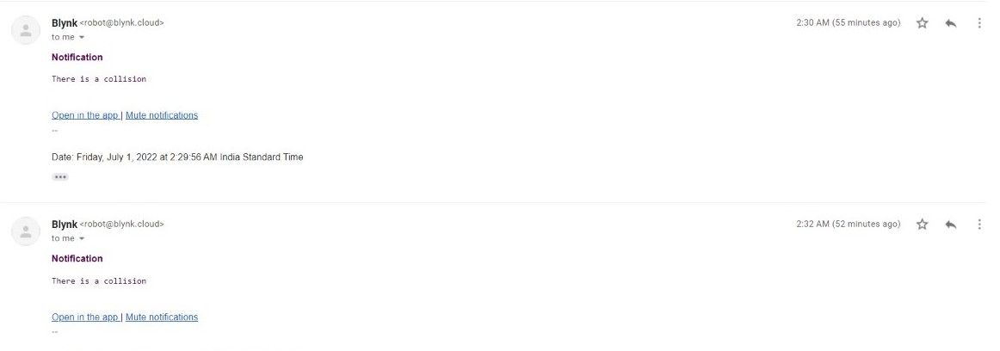 Blynk <robot@blynk.cloud> 2:30 AM (55 minutes ago)
to me
Notification
There is a collision
Open in the app | Mute notifications
--
Date: Friday, July 1, 2022 at 2:29:56 AM India Standard Time
•••
Blynk <robot@blynk.cloud> 2:32 AM (52 minutes ago)
to me
Notification
There is a collision
Open in the app | Mute notifications
--